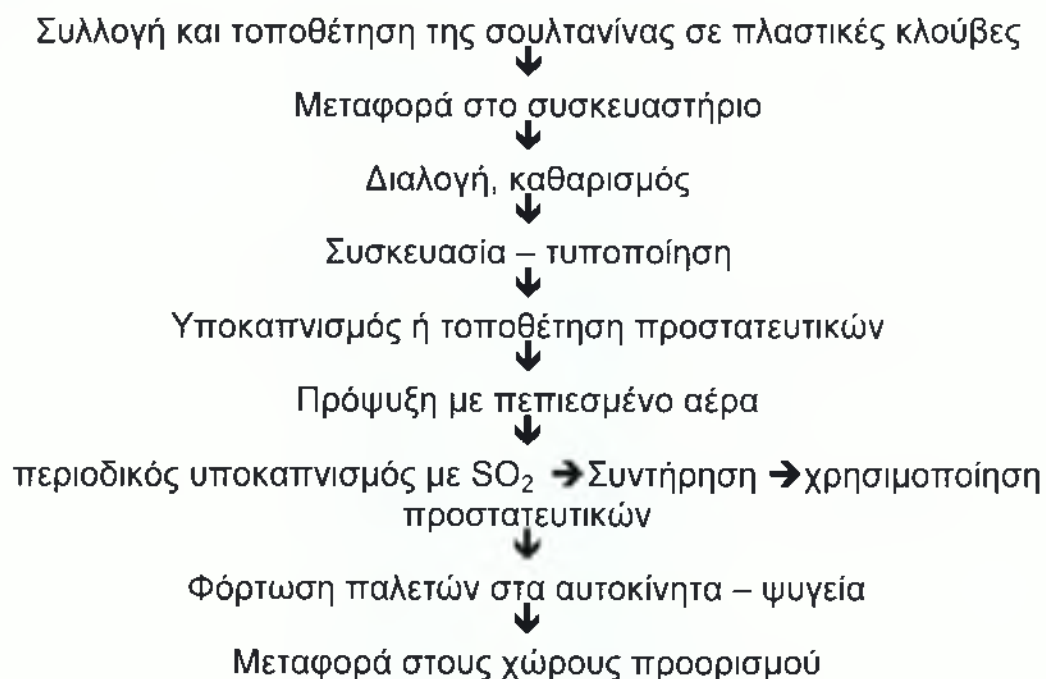 Συλλογή και τοποθέτηση της σουλτανίνας σε πλαστικές κλούβες
Μεταφορά στο συσκευαστήριο
Διαλογή, καθαρισμός
Συσκευασία – τυποποίηση
Υποκαπνισμός ή τοποθέτηση προστατευτικών
Πρόψυξη με πεπιεσμένο αέρα
περιοδικός υποκαπνισμός με SO₂ ➔Συντήρηση ➔χρησιμοποίηση
προστατευτικών
Φόρτωση παλετών στα αυτοκίνητα – ψυγεία
Μεταφορά στους χώρους προορισμού